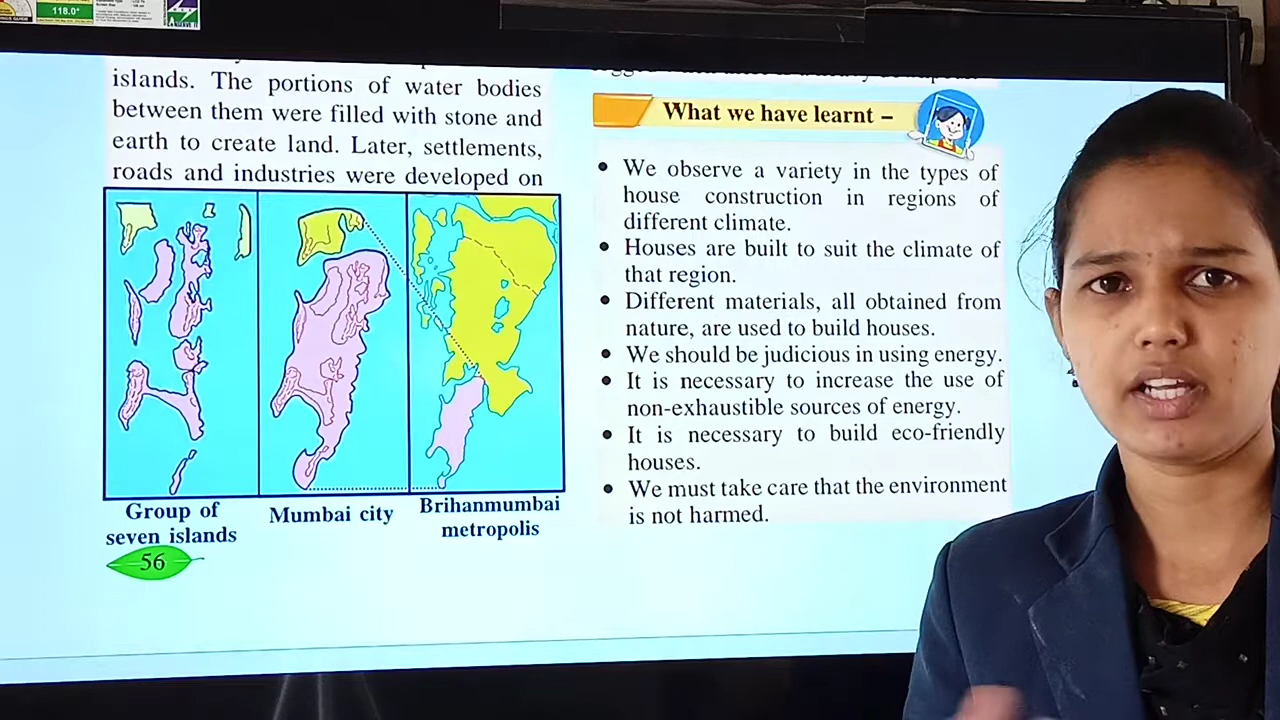 118.0*
islands. The portions of water bodies
between them were filled with stone and
earth to create land. Later, settlements,
roads and industries were developed on
Group of
seven islands
Mumbai city
Brihanmumbai
metropolis
56
What we have learnt –
• We observe a variety in the types of
house construction in regions of
different climate.
• Houses are built to suit the climate of
that region.
• Different materials, all obtained from
nature, are used to build houses.
• We should be judicious in using energy.
• It is necessary to increase the use of
non-exhaustible sources of energy.
• It is necessary to build eco-friendly
houses.
• We must take care that the environment
is not harmed.